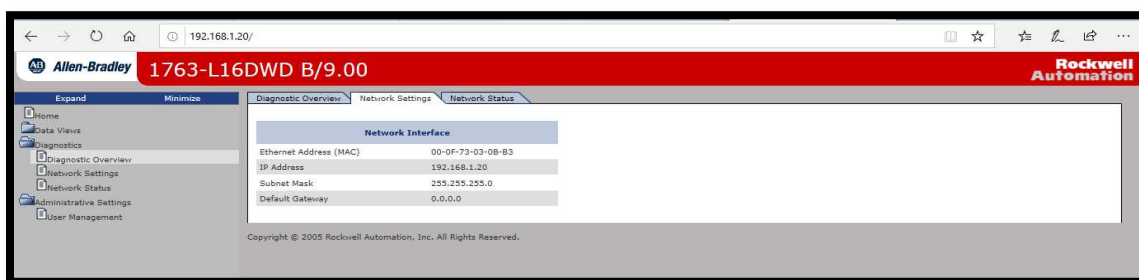 192.168.1.20/
AB Allen-Bradley 1763-L16DWD B/9.00 Rockwell
Automation
Expand Minimize
Home
Data Views
Diagnostics
Diagnostic Overview
Network Settings
Network Status
Administrative Settings
User Management
Diagnostic Overview Network Settings Network Status
Network Interface
Ethernet Address (MAC) 00-0F-73-03-0B-B3
IP Address 192.168.1.20
Subnet Mask 255.255.255.0
Default Gateway 0.0.0.0
Copyright © 2005 Rockwell Automation, Inc. All Rights Reserved.